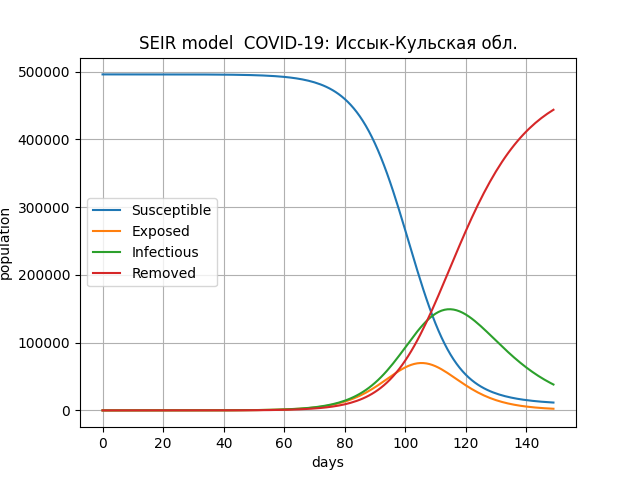 SEIR model  COVID-19: Иссык-Кульская обл.
500000
400000
300000
200000
100000
0
population
Susceptible
Exposed
Infectious
Removed
0 20 40 60 80 100 120 140
days